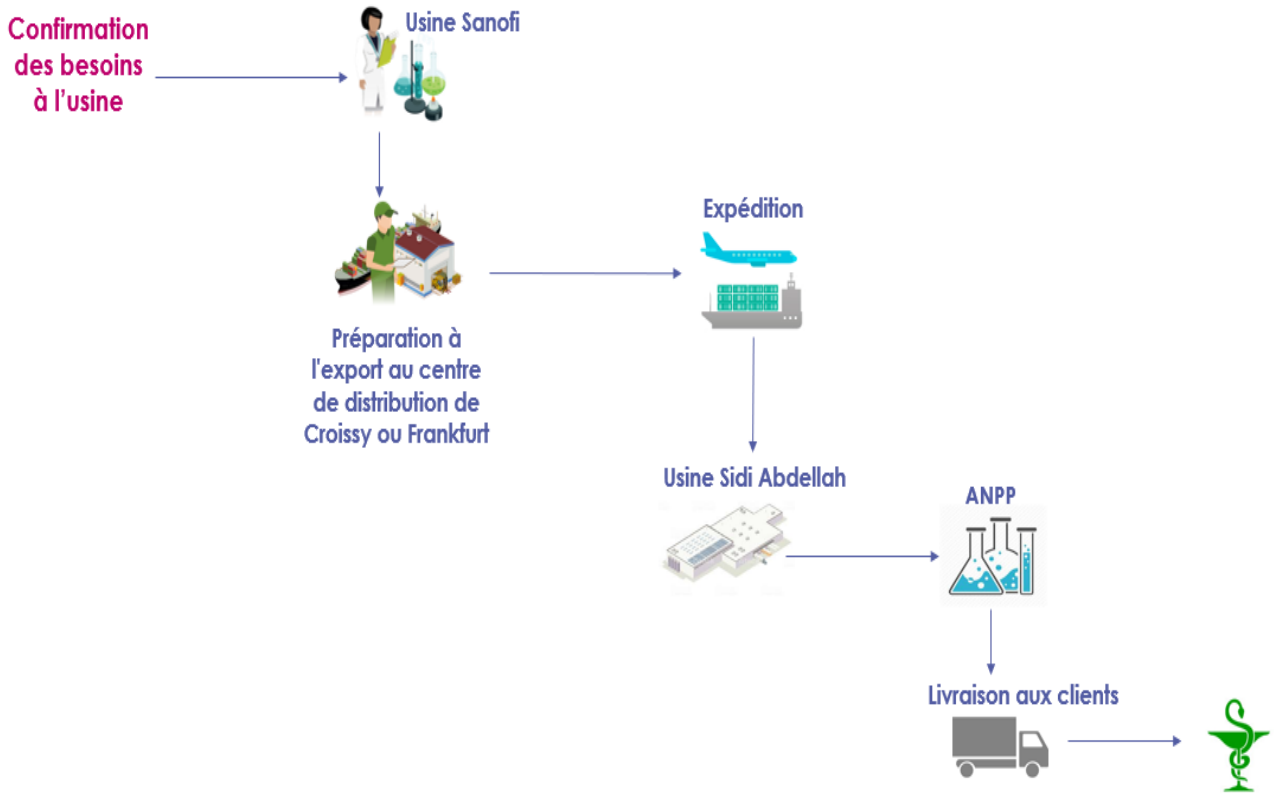 Confirmation
des besoins
à l'usine
Usine Sanofi
Préparation à
l'export au centre
de distribution de
Croissy ou Frankfurt
Expédition
Usine Sidi Abdellah
ANPP
Livraison aux clients